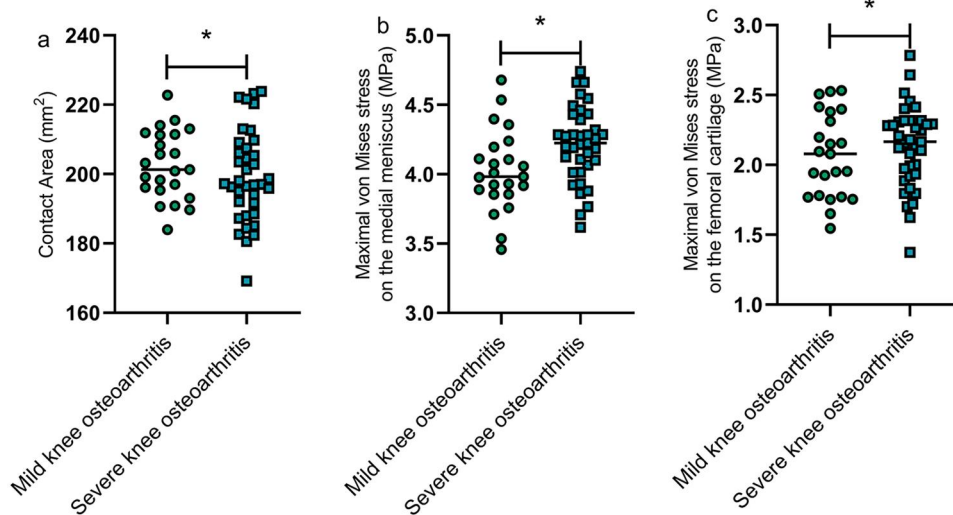 a
Contact Area (mm²)
240
220
200
180
160
*
Mild knee osteoarthritis
Severe knee osteoarthritis
b
Maximal von Mises stress
on the medial meniscus (MPa)
5.0
4.5
4.0
3.5
3.0
*
Mild knee osteoarthritis
Severe knee osteoarthritis
c
Maximal von Mises stress
on the femoral cartilage (MPa)
3.0
2.5
2.0
1.5
1.0
*
Mild knee osteoarthritis
Severe knee osteoarthritis